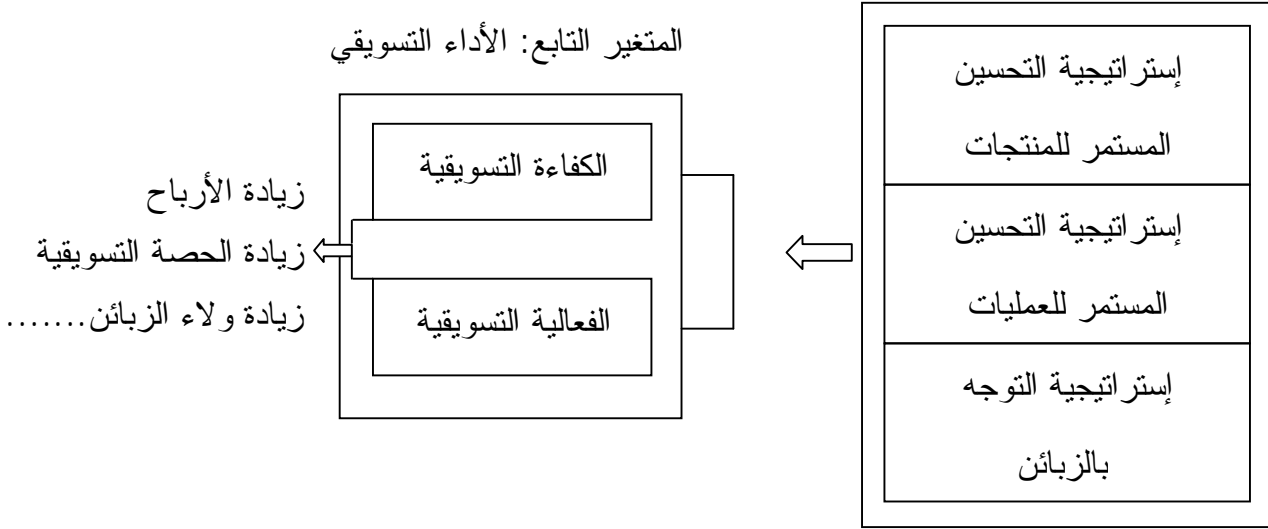 المتغير التابع: الأداء التسويقي
إستراتيجية التحسين
المستمر للمنتجات
إستراتيجية التحسين
المستمر للعمليات
إستراتيجية التوجه
بالزبائن
الكفاءة التسويقية
الفعالية التسويقية
زيادة الأرباح
زيادة الحصة التسويقية
زيادة ولاء الزبائن.......